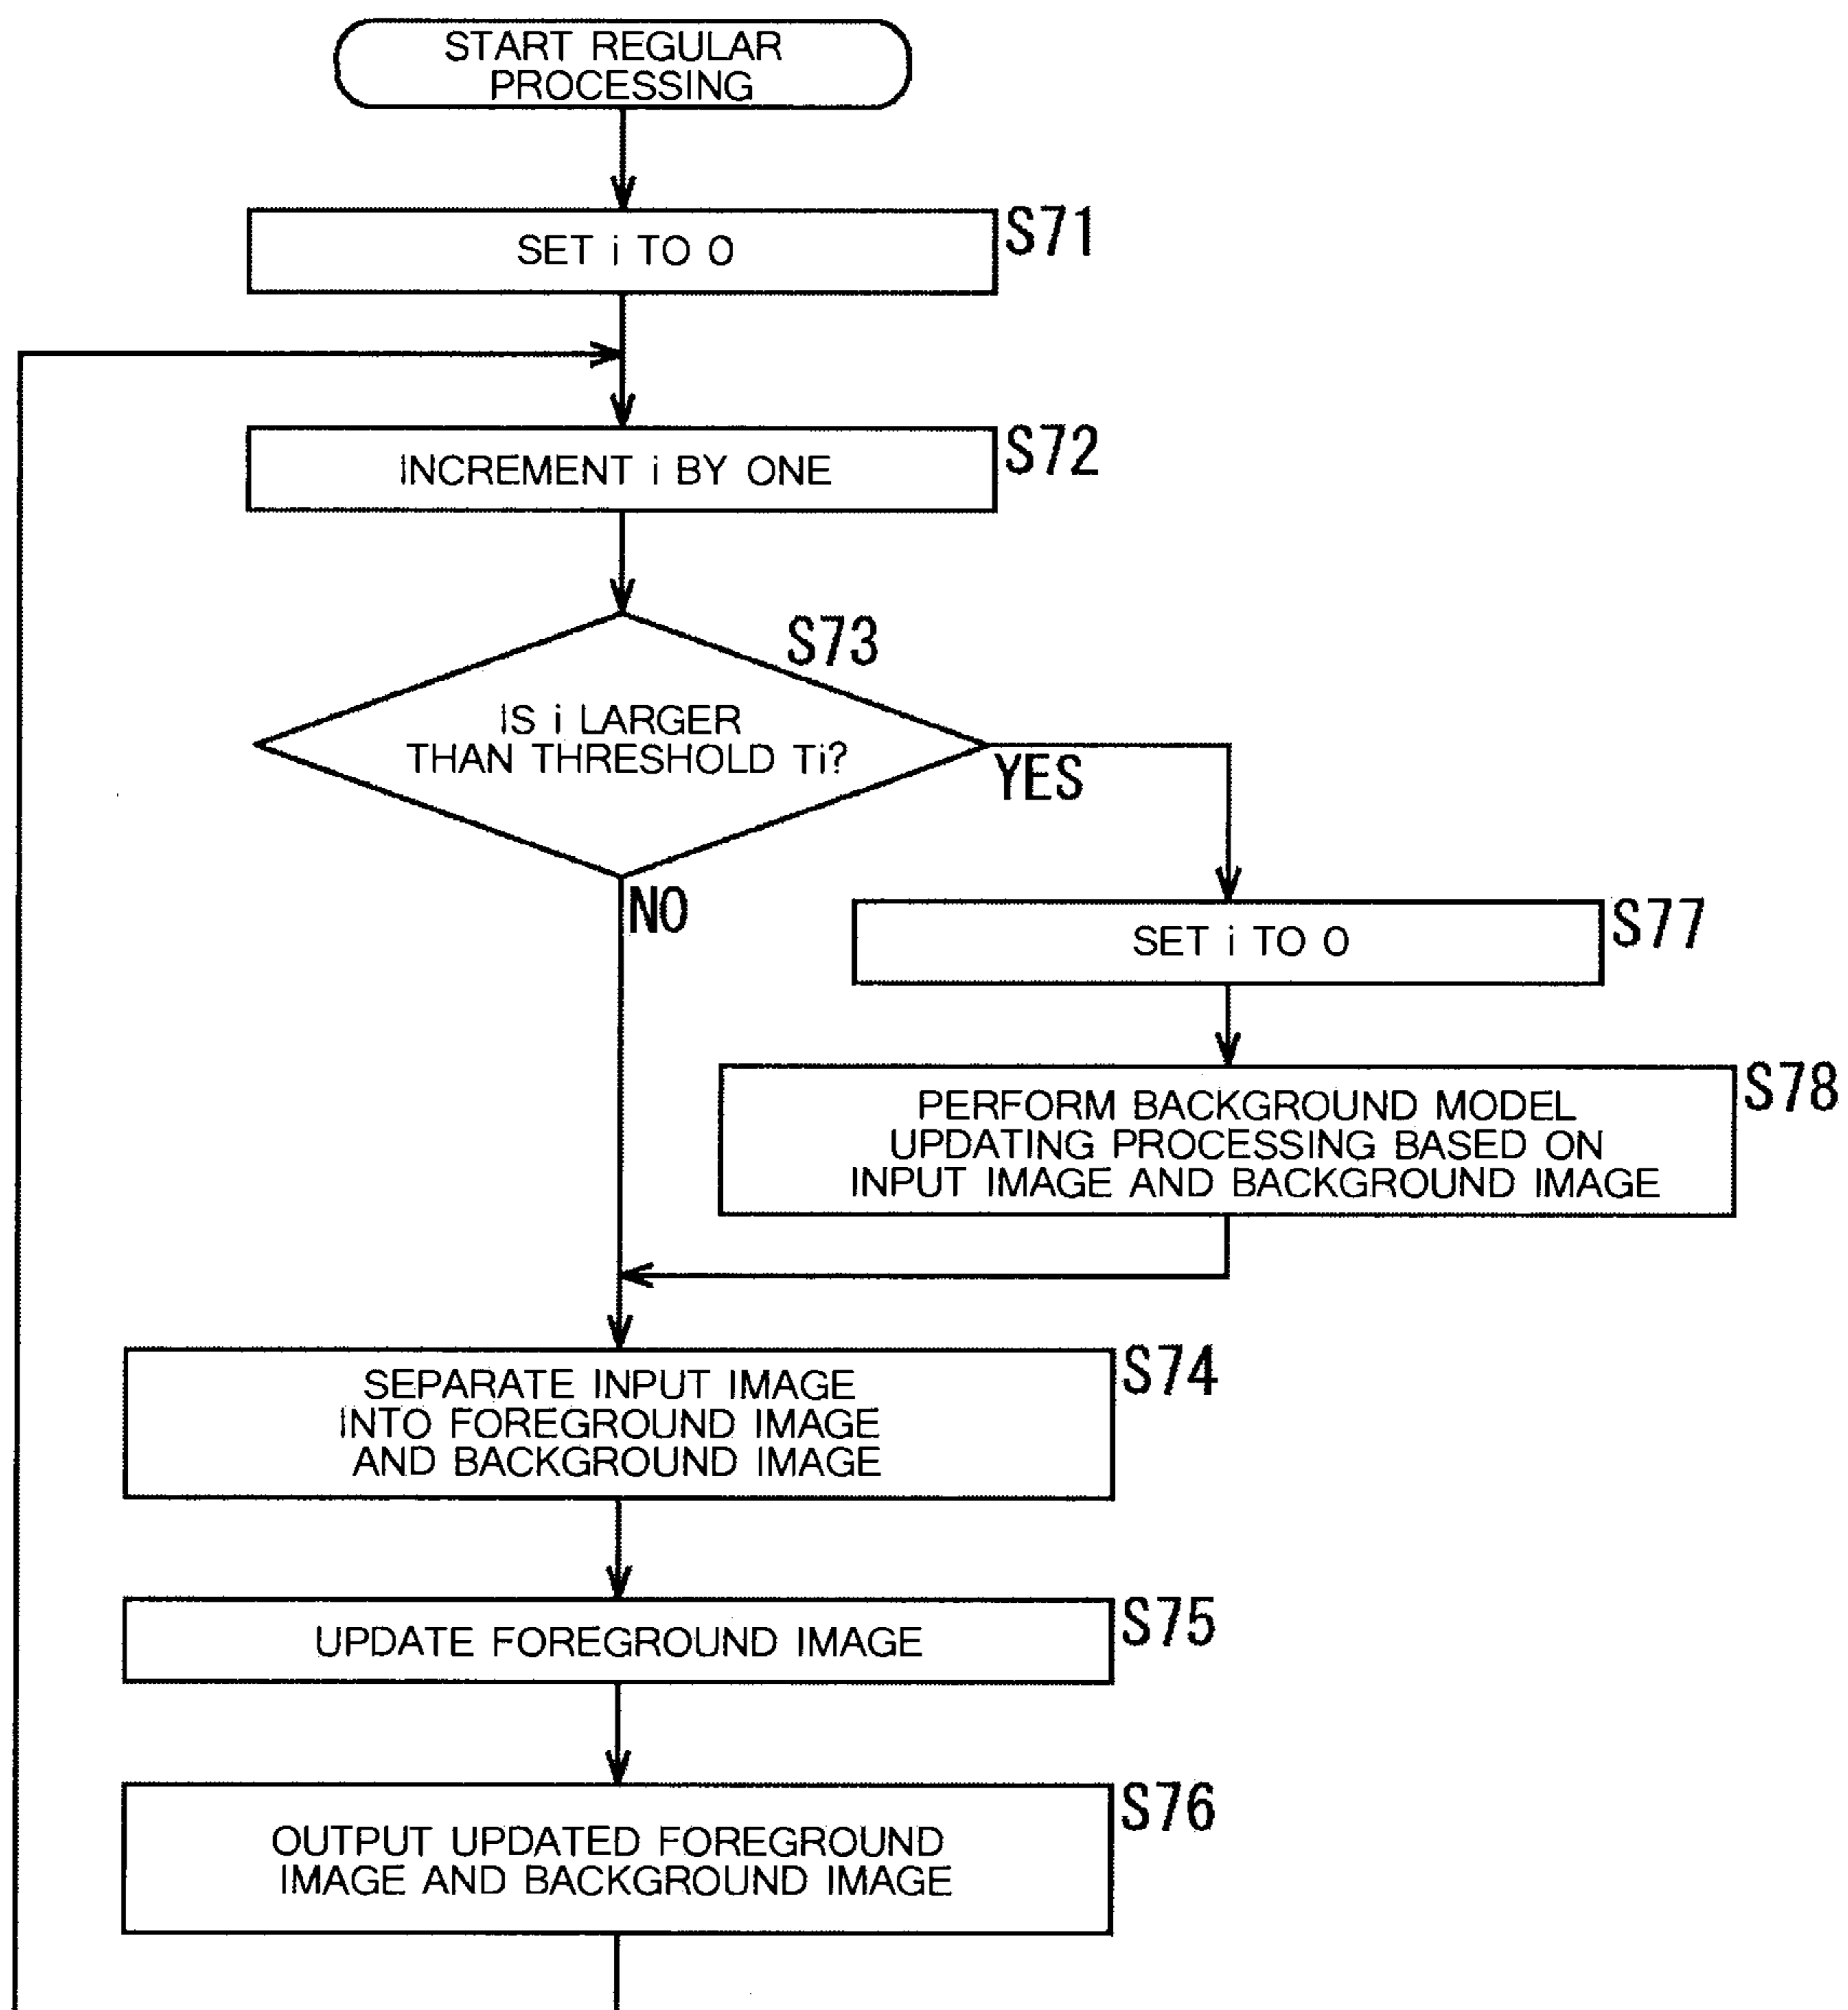 START REGULAR
PROCESSING
SET i TO 0
S71
INCREMENT i BY ONE
S72
S73
IS i LARGER
THAN THRESHOLD Ti?
YES
NO
SET i TO 0
S77
PERFORM BACKGROUND MODEL
UPDATING PROCESSING BASED ON
INPUT IMAGE AND BACKGROUND IMAGE
S78
SEPARATE INPUT IMAGE
INTO FOREGROUND IMAGE
AND BACKGROUND IMAGE
S74
UPDATE FOREGROUND IMAGE
S75
OUTPUT UPDATED FOREGROUND
IMAGE AND BACKGROUND IMAGE
S76